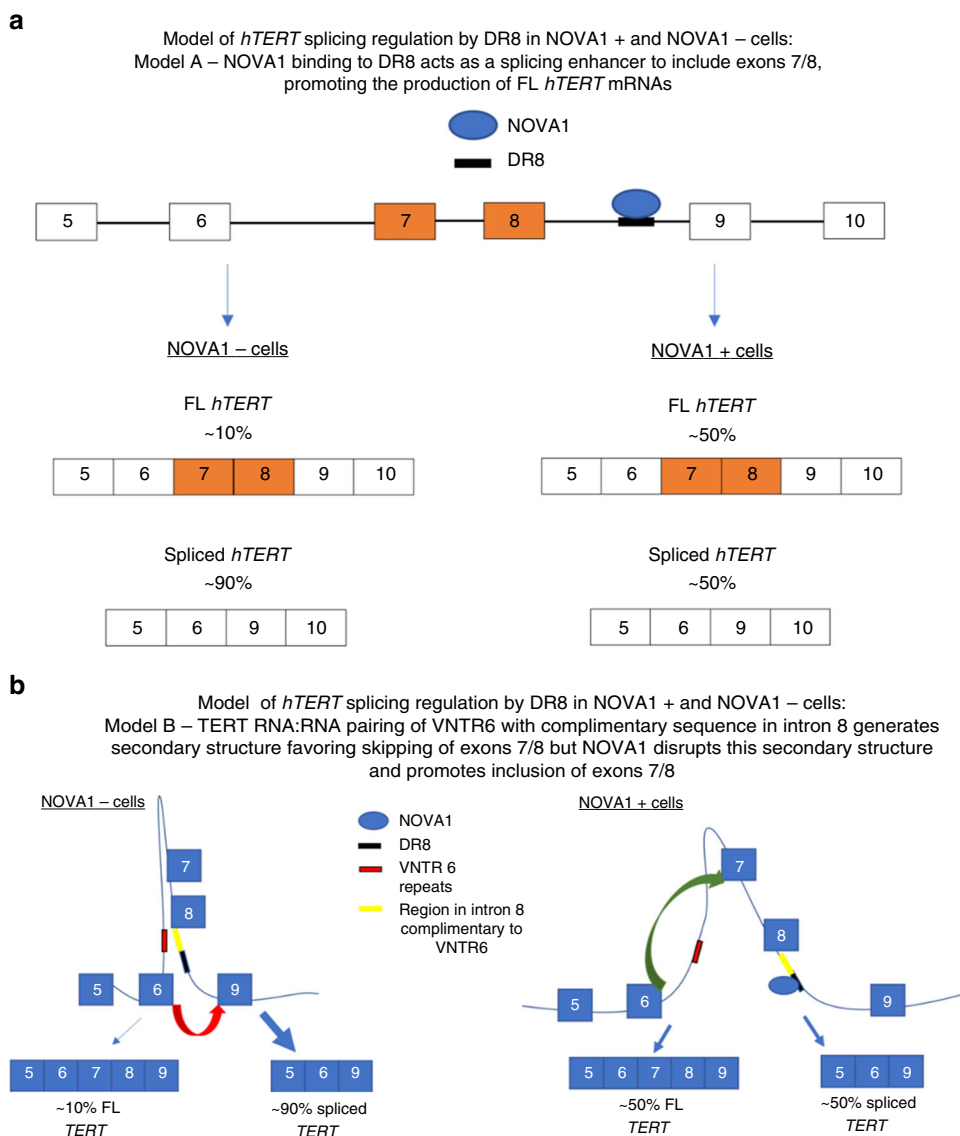 a
Model of hTERT splicing regulation by DR8 in NOVA1 + and NOVA1 – cells:
Model A – NOVA1 binding to DR8 acts as a splicing enhancer to include exons 7/8,
promoting the production of FL hTERT mRNAs
NOVA1
DR8
5 6 7 8 9 10
NOVA1 – cells
FL hTERT
~10%
5 6 7 8 9 10
Spliced hTERT
~90%
5 6 9 10
NOVA1 + cells
FL hTERT
~50%
5 6 7 8 9 10
Spliced hTERT
~50%
5 6 9 10
b
Model of hTERT splicing regulation by DR8 in NOVA1 + and NOVA1 – cells:
Model B – TERT RNA:RNA pairing of VNTR6 with complimentary sequence in intron 8 generates
secondary structure favoring skipping of exons 7/8 but NOVA1 disrupts this secondary structure
and promotes inclusion of exons 7/8
NOVA1 – cells
7
8
5 6 9
5 6 7 8 9
~10% FL
TERT
5 6 9
~90% spliced
TERT
NOVA1
DR8
VNTR 6
repeats
Region in intron 8
complimentary to
VNTR6
NOVA1 + cells
7
8
5 6 9
5 6 7 8 9
~50% FL
TERT
5 6 9
~50% spliced
TERT